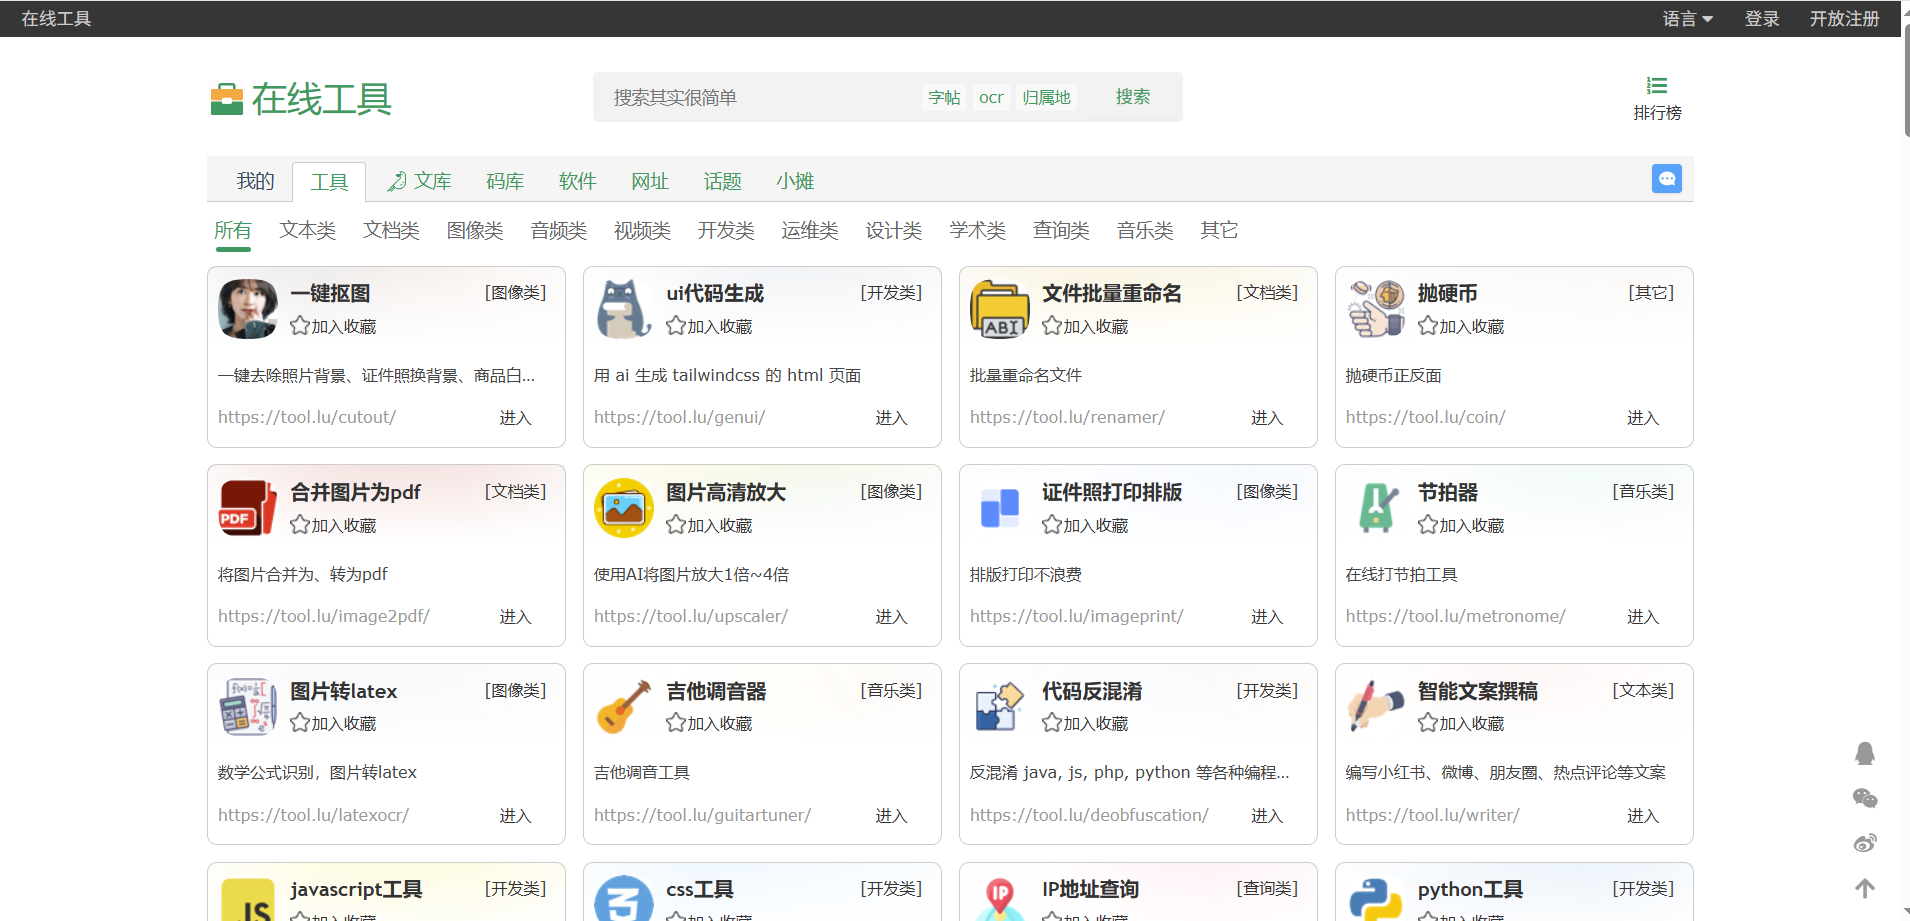 在线工具
语言 登录 开放注册
在线工具
搜索其实很简单 字帖 ocr 归属地 搜索
排行榜
我的 工具 文库 码库 软件 网址 话题 小摊
所有 文本类 文档类 图像类 音频类 视频类 开发类 运维类 设计类 学术类 查询类 音乐类 其它
一键抠图 [图像类]
加入收藏
一键去除照片背景、证件照换背景、商品白...
https://tool.lu/cutout/ 进入
ui代码生成 [开发类]
加入收藏
用 ai 生成 tailwindcss 的 html 页面
https://tool.lu/genui/ 进入
文件批量重命名 [文档类]
ABI
加入收藏
批量重命名文件
https://tool.lu/renamer/ 进入
抛硬币 [其它]
加入收藏
抛硬币正反面
https://tool.lu/coin/ 进入
合并图片为pdf [文档类]
PDF
加入收藏
将图片合并为、转为pdf
https://tool.lu/image2pdf/ 进入
图片高清放大 [图像类]
加入收藏
使用AI将图片放大1倍~4倍
https://tool.lu/upscaler/ 进入
证件照打印排版 [图像类]
加入收藏
排版打印不浪费
https://tool.lu/imageprint/ 进入
节拍器 [音乐类]
加入收藏
在线打节拍工具
https://tool.lu/metronome/ 进入
图片转latex [图像类]
加入收藏
数学公式识别，图片转latex
https://tool.lu/latexocr/ 进入
吉他调音器 [音乐类]
加入收藏
吉他调音工具
https://tool.lu/guitartuner/ 进入
代码反混淆 [开发类]
加入收藏
反混淆 java, js, php, python 等各种编程...
https://tool.lu/deobfuscation/ 进入
智能文案撰稿 [文本类]
加入收藏
编写小红书、微博、朋友圈、热点评论等文案
https://tool.lu/writer/ 进入
javascript工具 [开发类]
JS
加入收藏
css工具 [开发类]
加入收藏
IP地址查询 [查询类]
IP
加入收藏
python工具 [开发类]
加入收藏